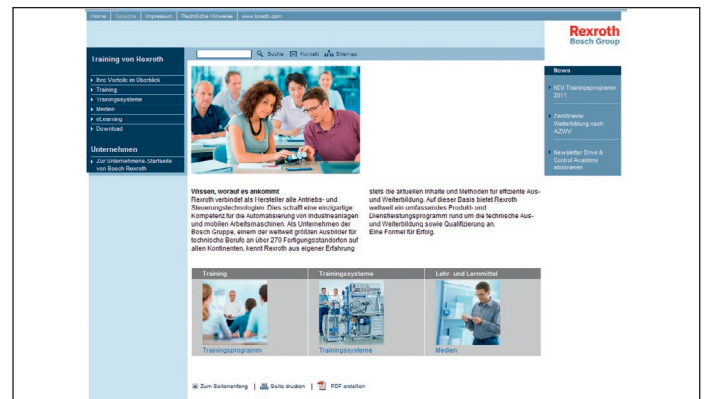 Home | Sprache | Impressum | Rechtliche Hinweise | www.bosch.com
Rexroth
Bosch Group
Suche Kontakt Sitemap
Training von Rexroth
Ihre Vorteile im Überblick
Training
Trainingssysteme
Medien
eLearning
Download
Unternehmen
Zur Unternehmens-Startseite
von Bosch Rexroth
News
NEU Trainingsprogramm
2011
Zertifizierte
Weiterbildung nach
AZWV
Newsletter Drive &
Control Academy
abonnieren
Wissen, worauf es ankommt
Rexroth verbindet als Hersteller alle Antriebs- und
Steuerungstechnologien. Dies schafft eine einzigartige
Kompetenz für die Automatisierung von Industrieanlagen
und mobilen Arbeitsmaschinen. Als Unternehmen der
Bosch Gruppe, einem der weltweit größten Ausbilder für
technische Berufe an über 270 Fertigungsstandorten auf
allen Kontinenten, kennt Rexroth aus eigener Erfahrung
stets die aktuellen Inhalte und Methoden für effiziente Aus-
und Weiterbildung. Auf dieser Basis bietet Rexroth
weltweit ein umfassendes Produkt- und
Dienstleistungsprogramm rund um die technische Aus-
und Weiterbildung sowie Qualifizierung an.
Eine Formel für Erfolg.
Training
Trainingssysteme
Lehr- und Lernmittel
Trainingsprogramm
Trainingssysteme
Medien
Zum Seitenanfang | Seite drucken | PDF erstellen